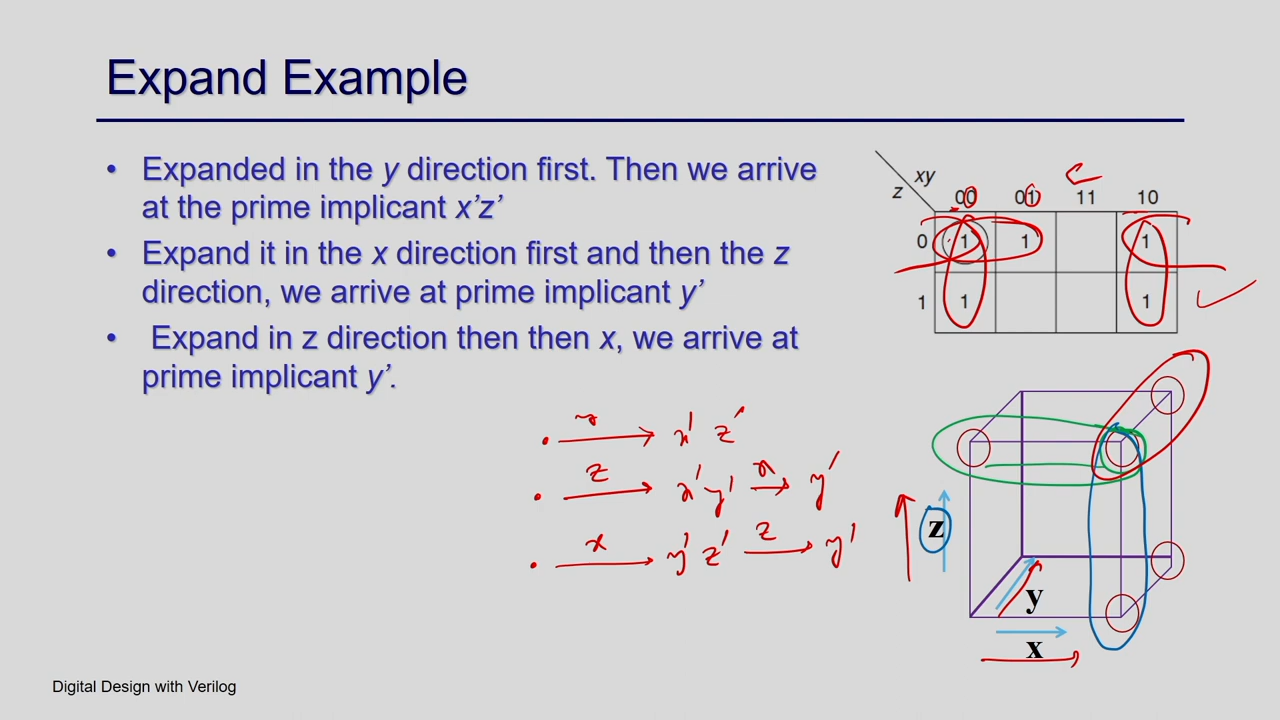 Expand Example
• Expanded in the y direction first. Then we arrive
at the prime implicant x’z’
• Expand it in the x direction first and then the z
direction, we arrive at prime implicant y’
• Expand in z direction then then x, we arrive at
prime implicant y’.
xy
z
00 01 11 10
0 1 1 1
1 1 1
x' z'
z x'y' x y'
x y' z' z y'
z
y
x
Digital Design with Verilog